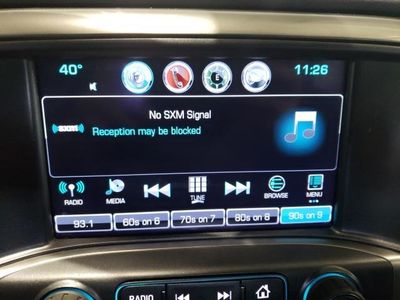 40°
11:26
No SXM Signal
((SXM))
Reception may be blocked
RADIO
MEDIA
TUNE
BROWSE
MENU
93.1
60s on 6
70s on 7
80s on 8
90s on 9
RADIO